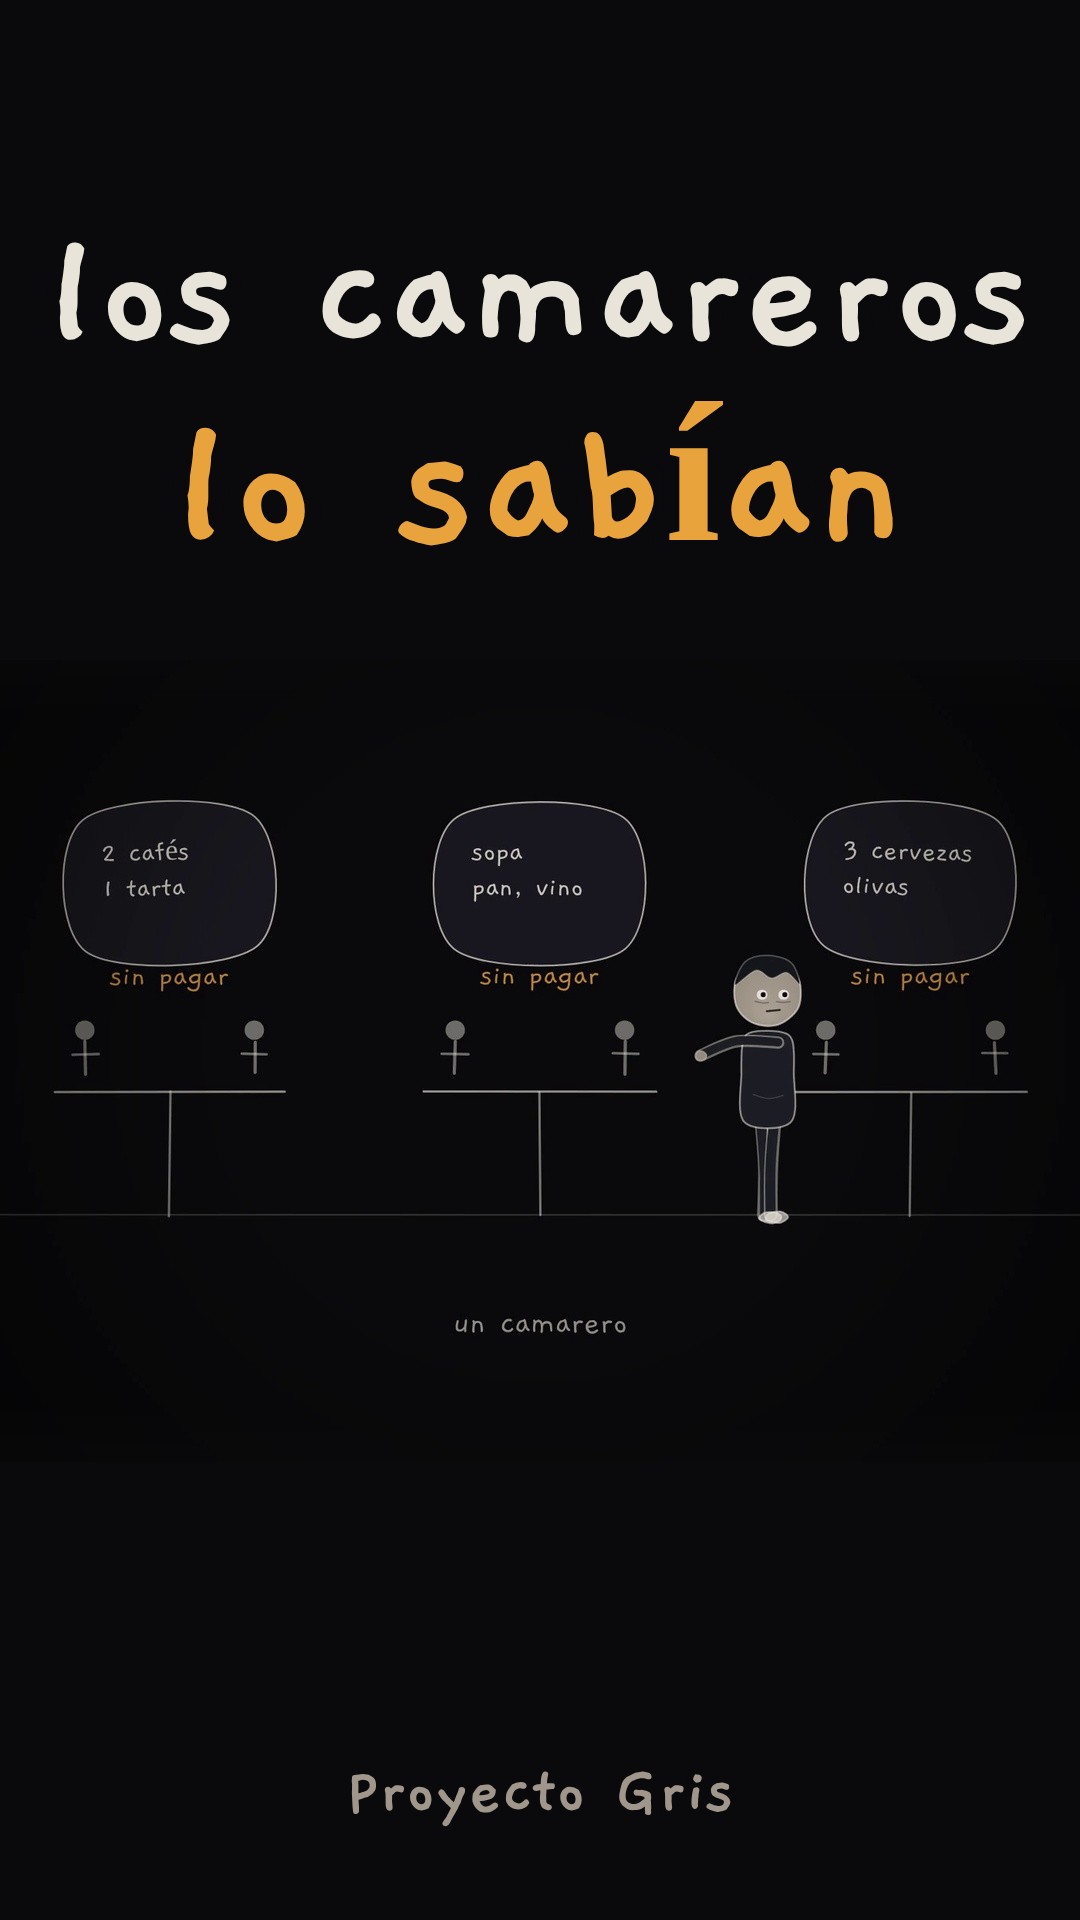 los camareros
lo sabían
2 cafés
1 tarta
sin pagar
sopa
pan, vino
sin pagar
3 cervezas
olivas
sin pagar
un camarero
Proyecto Gris